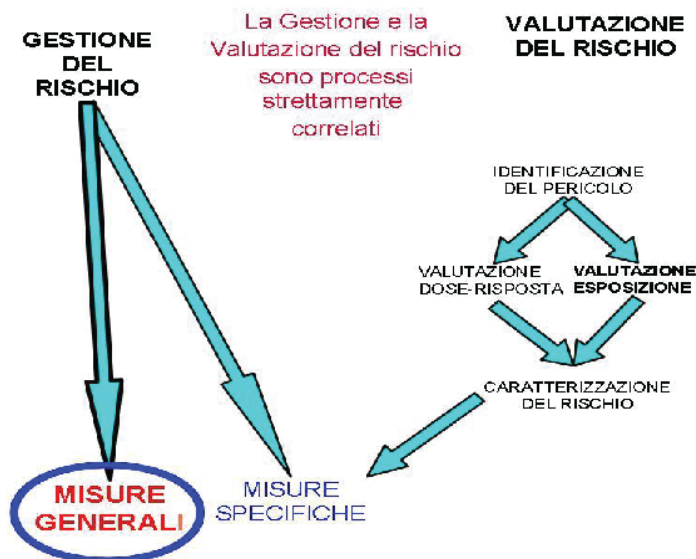 GESTIONE
DEL
RISCHIO
La Gestione e la
Valutazione del rischio
sono processi
strettamente
correlati
VALUTAZIONE
DEL RISCHIO
IDENTIFICAZIONE
DEL PERICOLO
VALUTAZIONE
DOSE-RISPOSTA
VALUTAZIONE
ESPOSIZIONE
CARATTERIZZAZIONE
DEL RISCHIO
MISURE
GENERALI
MISURE
SPECIFICHE